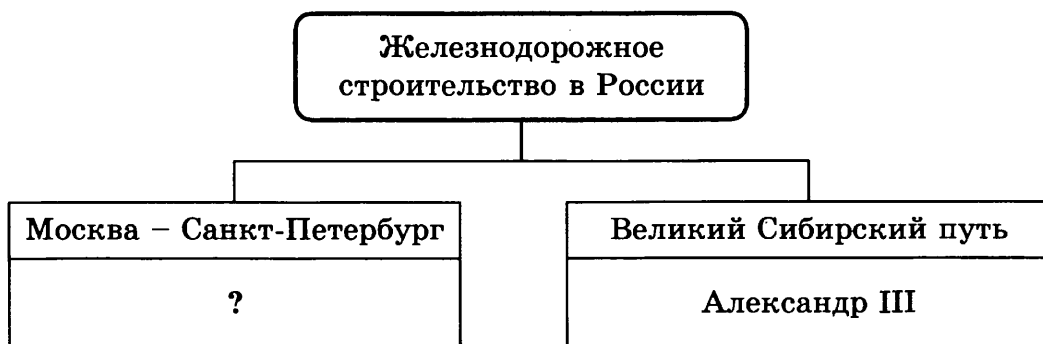 Железнодорожное
строительство в России
Москва – Санкт-Петербург
Великий Сибирский путь
?
Александр III